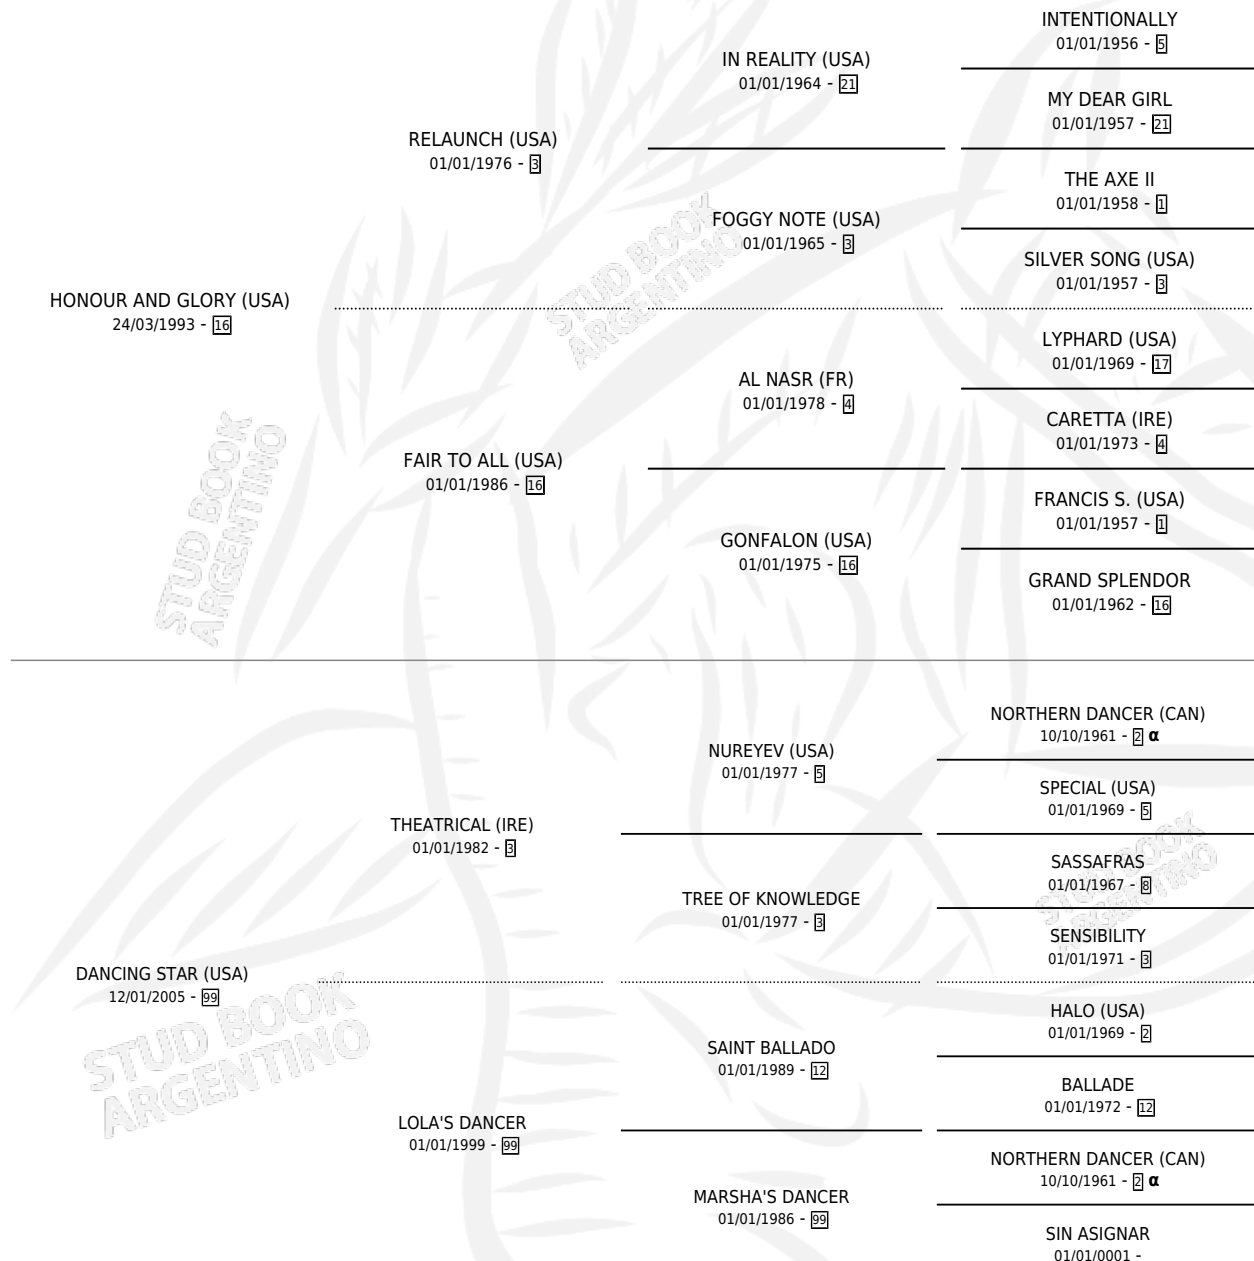 INTENTIONALLY
01/01/1956 - 5
IN REALITY (USA)
01/01/1964 - 21
MY DEAR GIRL
01/01/1957 - 21
RELAUNCH (USA)
01/01/1976 - 3
THE AXE II
01/01/1958 - 1
FOGGY NOTE (USA)
01/01/1965 - 3
SILVER SONG (USA)
01/01/1957 - 3
HONOUR AND GLORY (USA)
24/03/1993 - 16
LYPHARD (USA)
01/01/1969 - 17
AL NASR (FR)
01/01/1978 - 4
CARETTA (IRE)
01/01/1973 - 4
FAIR TO ALL (USA)
01/01/1986 - 16
FRANCIS S. (USA)
01/01/1957 - 1
GONFALON (USA)
01/01/1975 - 16
GRAND SPLENDOR
01/01/1962 - 16
NORTHERN DANCER (CAN)
10/10/1961 - 2 α
NUREYEV (USA)
01/01/1977 - 5
SPECIAL (USA)
01/01/1969 - 5
THEATRICAL (IRE)
01/01/1982 - 3
SASSAFRAS
01/01/1967 - 8
TREE OF KNOWLEDGE
01/01/1977 - 3
SENSIBILITY
01/01/1971 - 3
DANCING STAR (USA)
12/01/2005 - 99
HALO (USA)
01/01/1969 - 2
SAINT BALLADO
01/01/1989 - 12
BALLADE
01/01/1972 - 12
LOLA'S DANCER
01/01/1999 - 99
NORTHERN DANCER (CAN)
10/10/1961 - 2 α
MARSHA'S DANCER
01/01/1986 - 99
SIN ASIGNAR
01/01/0001 -
STUD BOOK
ARGENTINO
STUD BOOK
ARGENTINO
STUD BOOK
ARGENTINO
STUD BOOK
ARGENTINO